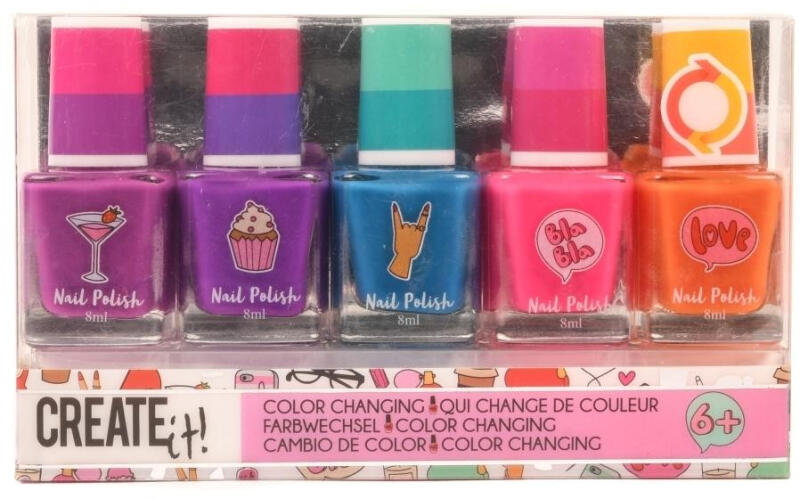 Nail Polish
8ml
Nail Polish
8ml
Nail Polish
8ml
Bla
Bla
Nail Polish
8ml
LOVE
Nail Polish
8ml
CREATE it!
COLOR CHANGING QUI CHANGE DE COULEUR
FARBWECHSEL COLOR CHANGING
CAMBIO DE COLOR COLOR CHANGING
6+